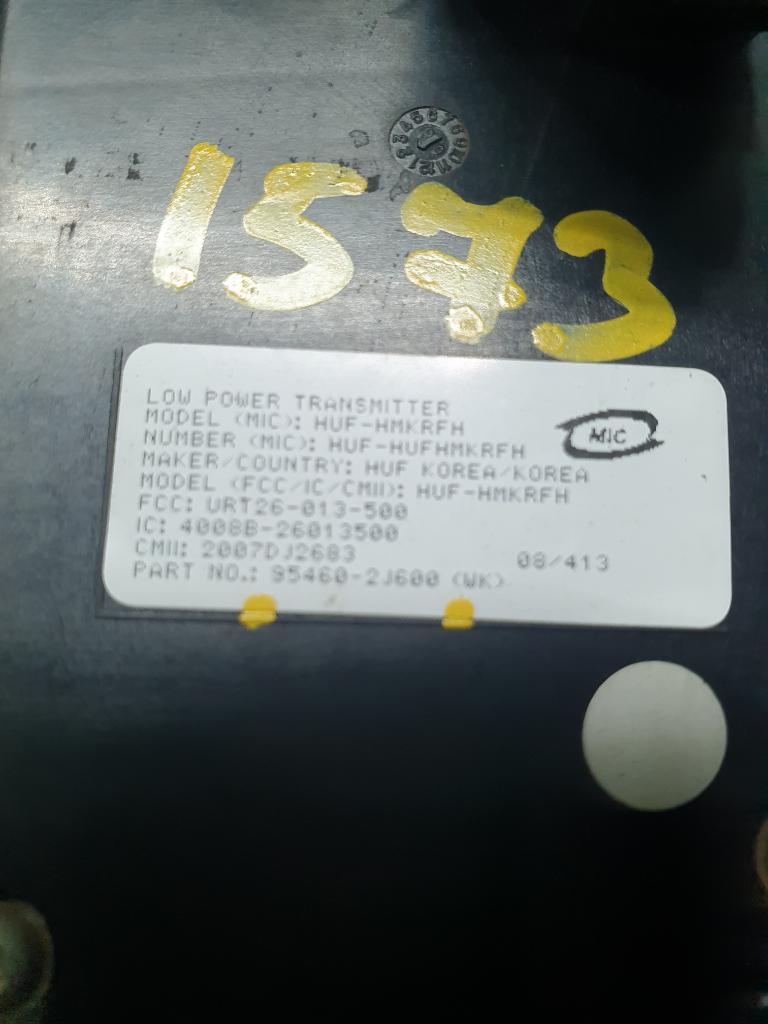 1573
LOW POWER TRANSMITTER
MODEL (MIC): HUF-HMKRFH
NUMBER (MIC): HUF-HUFHMKRFH
MIC
MAKER/COUNTRY: HUF KOREA/KOREA
MODEL (FCC/IC/CMII): HUF-HMKRFH
FCC: URT26-013-500
IC: 4008B-26013500
CMII: 2007DJ2683
08/413
PART NO.: 95460-2J600 (WK)